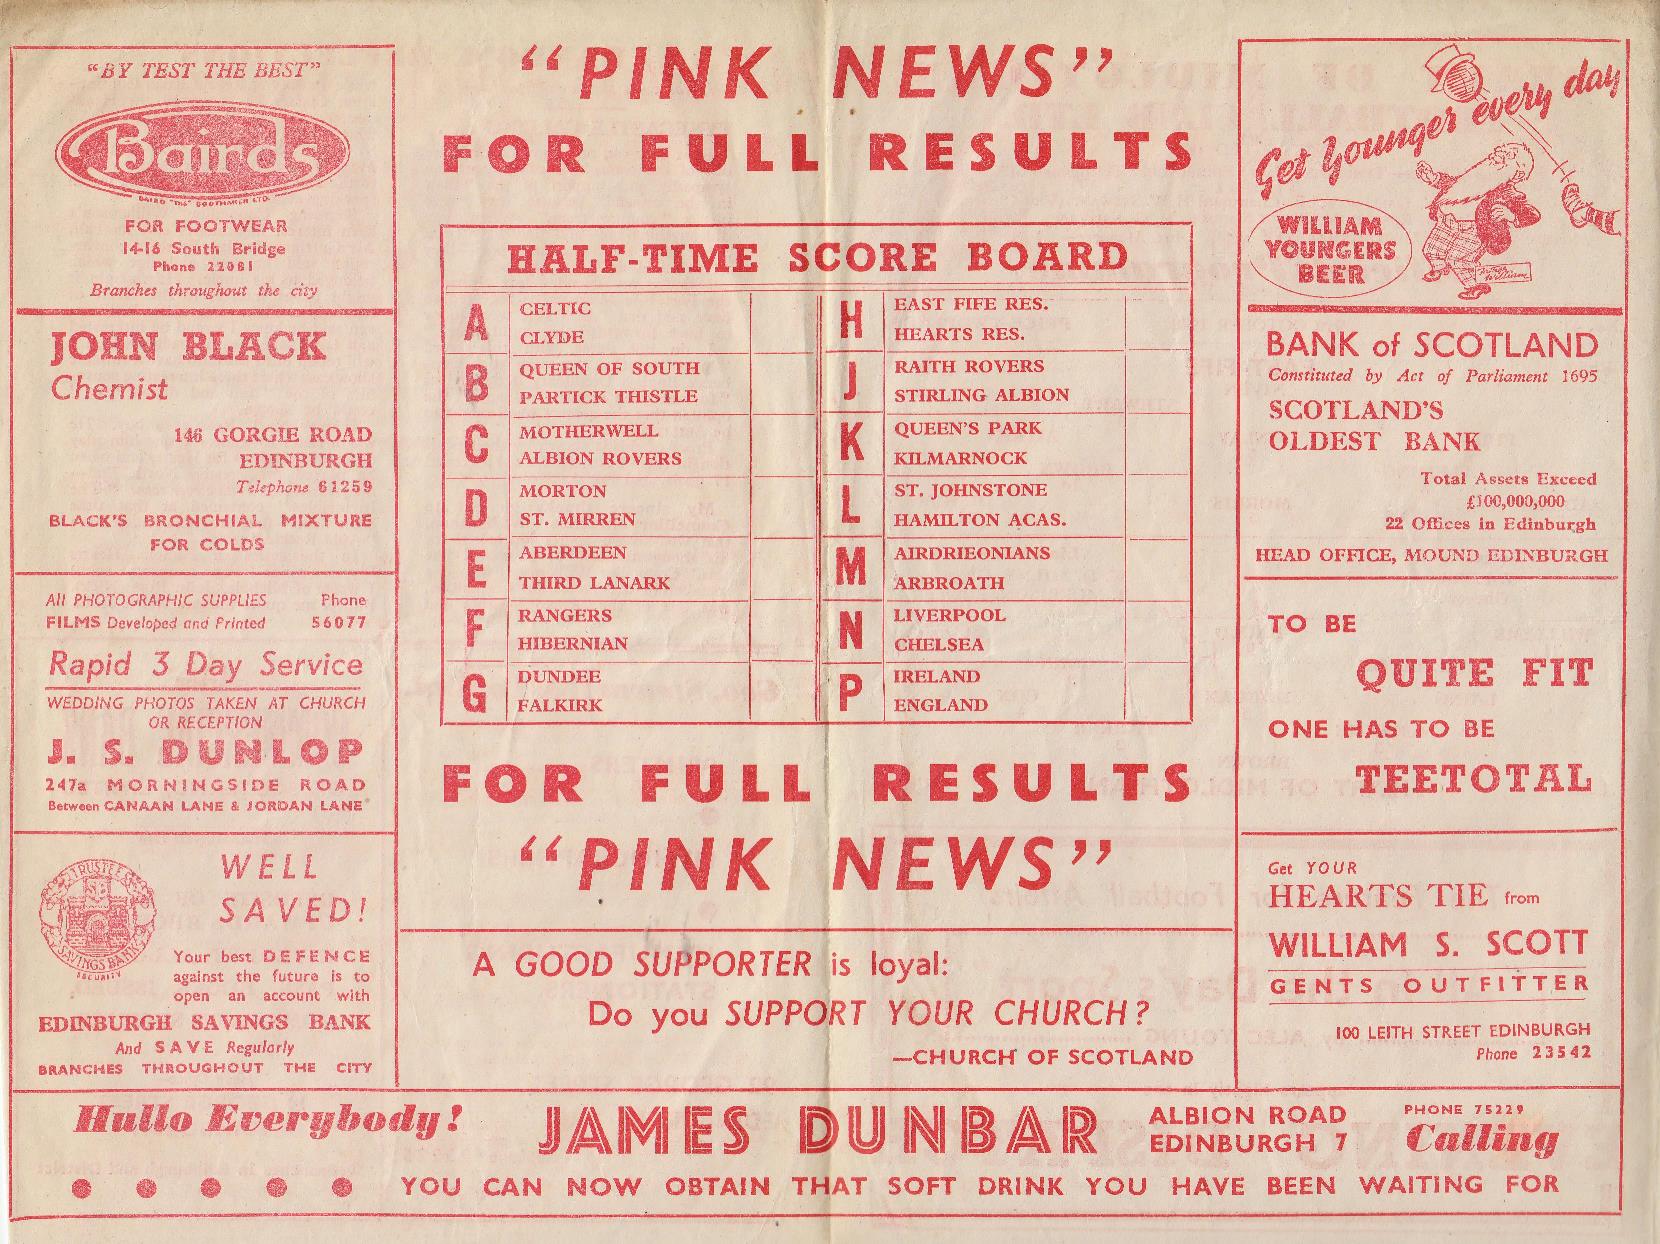 "BY TEST THE BEST"
Bairds
BAIRD "THE" BOOTMAKER LTD.
FOR FOOTWEAR
14-16 South Bridge
Phone 22081
Branches throughout the city
JOHN BLACK
Chemist
146 GORGIE ROAD
EDINBURGH
Telephone 61259
BLACK'S BRONCHIAL MIXTURE
FOR COLDS
All PHOTOGRAPHIC SUPPLIES Phone
FILMS Developed and Printed 56077
Rapid 3 Day Service
WEDDING PHOTOS TAKEN AT CHURCH
OR RECEPTION
J. S. DUNLOP
247a MORNINGSIDE ROAD
Between CANAAN LANE & JORDAN LANE
TRUSTEE
SAVINGS BANK
SECURITY
WELL
SAVED!
Your best DEFENCE
against the future is to
open an account with
EDINBURGH SAVINGS BANK
And SAVE Regularly
BRANCHES THROUGHOUT THE CITY
"PINK NEWS"
FOR FULL RESULTS
HALF-TIME SCORE BOARD
A CELTIC
CLYDE
B QUEEN OF SOUTH
PARTICK THISTLE
C MOTHERWELL
ALBION ROVERS
D MORTON
ST. MIRREN
E ABERDEEN
THIRD LANARK
F RANGERS
HIBERNIAN
G DUNDEE
FALKIRK
H EAST FIFE RES.
HEARTS RES.
J RAITH ROVERS
STIRLING ALBION
K QUEEN'S PARK
KILMARNOCK
L ST. JOHNSTONE
HAMILTON ACAS.
M AIRDRIEONIANS
ARBROATH
N LIVERPOOL
CHELSEA
P IRELAND
ENGLAND
FOR FULL RESULTS
"PINK NEWS"
A GOOD SUPPORTER is loyal:
Do you SUPPORT YOUR CHURCH?
—CHURCH OF SCOTLAND
Get Younger every day
WILLIAM
YOUNGERS
BEER
BANK of SCOTLAND
Constituted by Act of Parliament 1695
SCOTLAND'S
OLDEST BANK
Total Assets Exceed
£100,000,000
22 Offices in Edinburgh
HEAD OFFICE, MOUND EDINBURGH
TO BE
QUITE FIT
ONE HAS TO BE
TEETOTAL
Get YOUR
HEARTS TIE from
WILLIAM S. SCOTT
GENTS OUTFITTER
100 LEITH STREET EDINBURGH
Phone 23542
Hullo Everybody! JAMES DUNBAR ALBION ROAD
EDINBURGH 7
PHONE 75229
Calling
YOU CAN NOW OBTAIN THAT SOFT DRINK YOU HAVE BEEN WAITING FOR